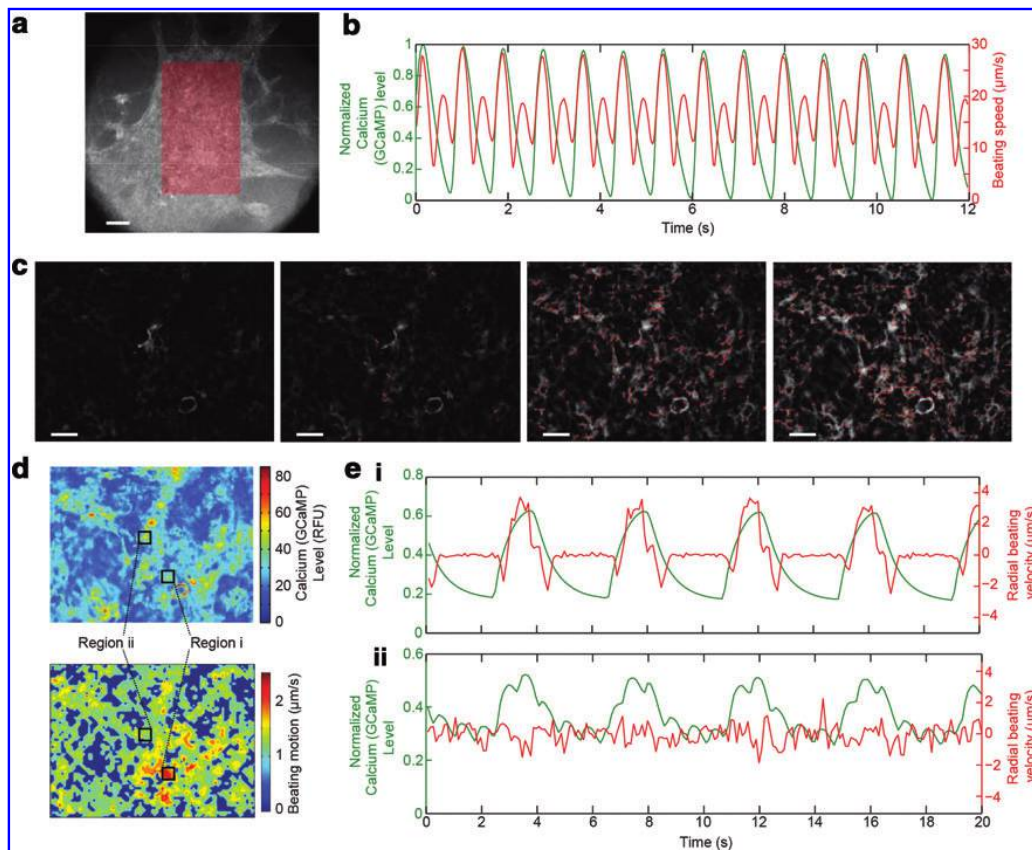 a
b
Normalized
Calcium
(GCaMP) level
1
0.8
0.6
0.4
0.2
0
30
20
10
0
Beating speed (µm/s)
0
2
4
6
8
10
12
Time (s)
c
d
80
60
40
20
0
Calcium (GCaMP)
Level (RFU)
Region ii
Region i
2
1
0
Beating motion (µm/s)
e
i
Normalized
Calcium (GCaMP)
Level
0.8
0.6
0.4
0.2
0
4
2
0
-2
-4
Radial beating
velocity (µm/s)
ii
Normalized
Calcium (GCaMP)
Level
0.6
0.4
0.2
0
4
2
0
-2
-4
Radial beating
velocity (µm/s)
0
2
4
6
8
10
12
14
16
18
20
Time (s)